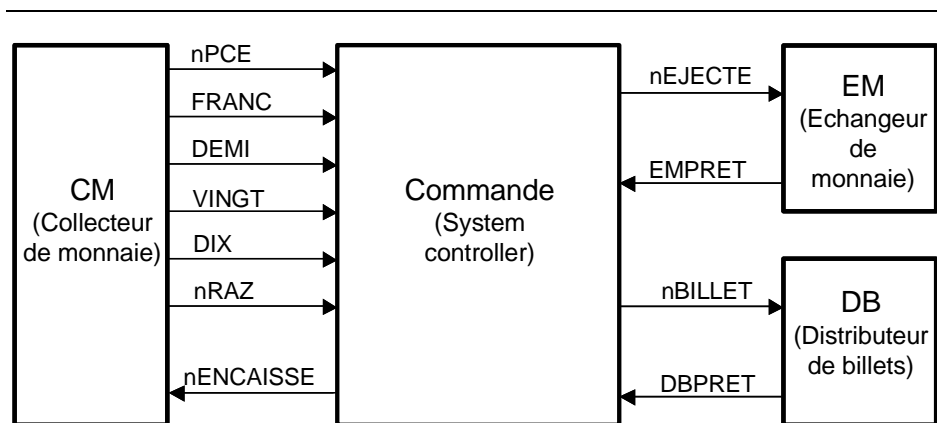 nPCE
FRANC
DEMI
VINGT
DIX
nRAZ
nENCAISSE
CM
(Collecteur
de monnaie)
Commande
(System
controller)
nEJECTE
EMPRET
nBILLET
DBPRET
EM
(Echangeur
de
monnaie)
DB
(Distributeur
de billets)